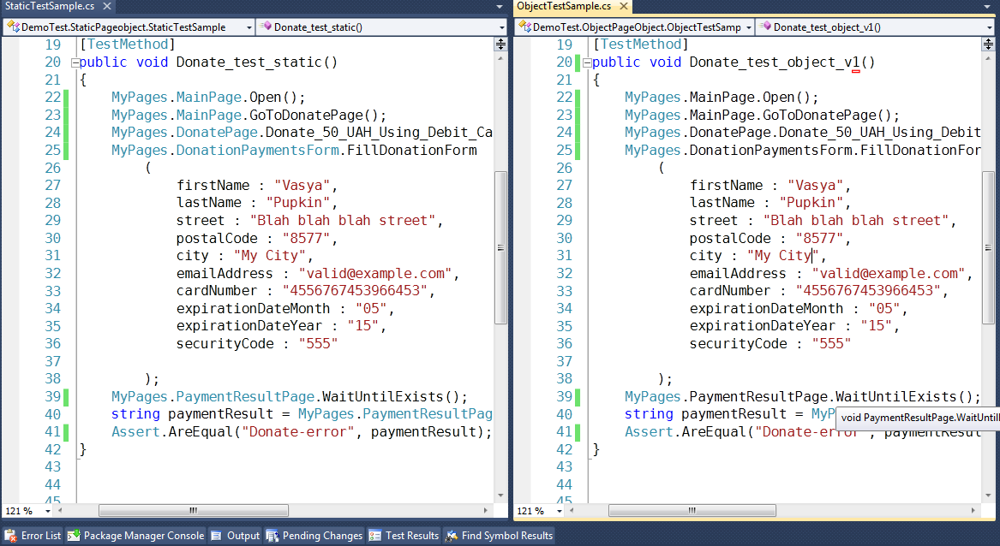 StaticTestSample.cs
DemoTest.StaticPageobject.StaticTestSample
Donate_test_static()
19 [TestMethod]
20 public void Donate_test_static()
21 {
22 MyPages.MainPage.Open();
23 MyPages.MainPage.GoToDonatePage();
24 MyPages.DonatePage.Donate_50_UAH_Using_Debit_Ca
25 MyPages.DonationPaymentsForm.FillDonationForm
26 (
27 firstName : "Vasya",
28 lastName : "Pupkin",
29 street : "Blah blah blah street",
30 postalCode : "8577",
31 city : "My City",
32 emailAddress : "valid@example.com",
33 cardNumber : "4556767453966453",
34 expirationDateMonth : "05",
35 expirationDateYear : "15",
36 securityCode : "555"
37
38 );
39 MyPages.PaymentResultPage.WaitUntilExists();
40 string paymentResult = MyPages.PaymentResultPag
41 Assert.AreEqual("Donate-error", paymentResult);
42 }
43
44
45
121 %
ObjectTestSample.cs
DemoTest.ObjectPageObject.ObjectTestSamp
Donate_test_object_v1()
19 [TestMethod]
20 public void Donate_test_object_v1()
21 {
22 MyPages.MainPage.Open();
23 MyPages.MainPage.GoToDonatePage();
24 MyPages.DonatePage.Donate_50_UAH_Using_Debit
25 MyPages.DonationPaymentsForm.FillDonationFor
26 (
27 firstName : "Vasya",
28 lastName : "Pupkin",
29 street : "Blah blah blah street",
30 postalCode : "8577",
31 city : "My City",
32 emailAddress : "valid@example.com",
33 cardNumber : "4556767453966453",
34 expirationDateMonth : "05",
35 expirationDateYear : "15",
36 securityCode : "555"
37
38 );
39 MyPages.PaymentResultPage.WaitUntilExists();
40 string paymentResult = MyP
void PaymentResultPage.WaitUntil
41 Assert.AreEqual("Donate-error", paymentResul
42 }
43
44
45
121 %
Error List Package Manager Console Output Pending Changes Test Results Find Symbol Results